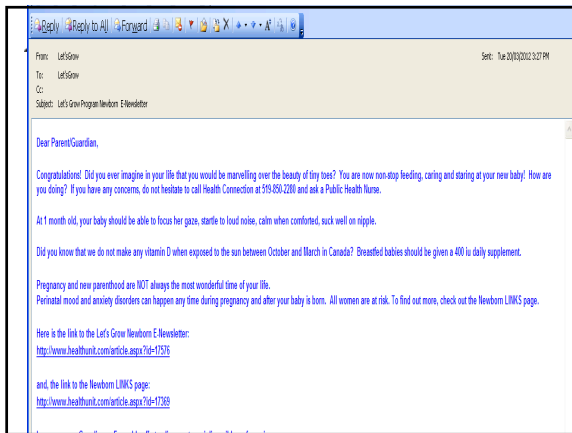 Reply Reply to All Forward
From: Let'sGrow Sent: Tue 20/03/2012 3:27 PM
To: Let'sGrow
Cc:
Subject: Let's Grow Program Newborn E-Newsletter
Dear Parent/Guardian,
Congratulations! Did you ever imagine in your life that you would be marvelling over the beauty of tiny toes? You are now non-stop feeding, caring and staring at your new baby! How are
you doing? If you have any concerns, do not hesitate to call Health Connection at 519-850-2280 and ask a Public Health Nurse.
At 1 month old, your baby should be able to focus her gaze, startle to loud noise, calm when comforted, suck well on nipple.
Did you know that we do not make any vitamin D when exposed to the sun between October and March in Canada? Breastfed babies should be given a 400 iu daily supplement.
Pregnancy and new parenthood are NOT always the most wonderful time of your life.
Perinatal mood and anxiety disorders can happen any time during pregnancy and after your baby is born. All women are at risk. To find out more, check out the Newborn LINKS page.
Here is the link to the Let's Grow Newborn E-Newsletter:
http://www.healthunit.com/article.aspx?id=17576
and, the link to the Newborn LINKS page:
http://www.healthunit.com/article.aspx?id=17369